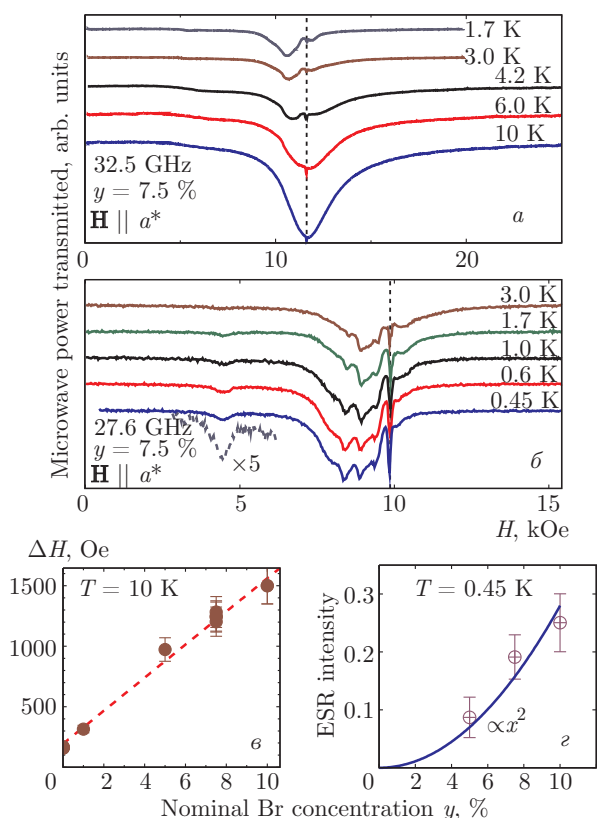 Microwave power transmitted, arb. units
1.7 K
3.0 K
4.2 K
6.0 K
10 K
32.5 GHz
y = 7.5 %
H || a*
а
10
20
3.0 K
1.7 K
1.0 K
0.6 K
0.45 K
27.6 GHz
y = 7.5 %
H || a*
×5
б
0
5
10
15
H, kOe
ΔH, Oe
1500
1000
500
0
T = 10 K
в
0
2
4
6
8
10
ESR intensity
0.3
0.2
0.1
T = 0.45 K
∝x²
г
0
2
4
6
8
10
Nominal Br concentration y, %